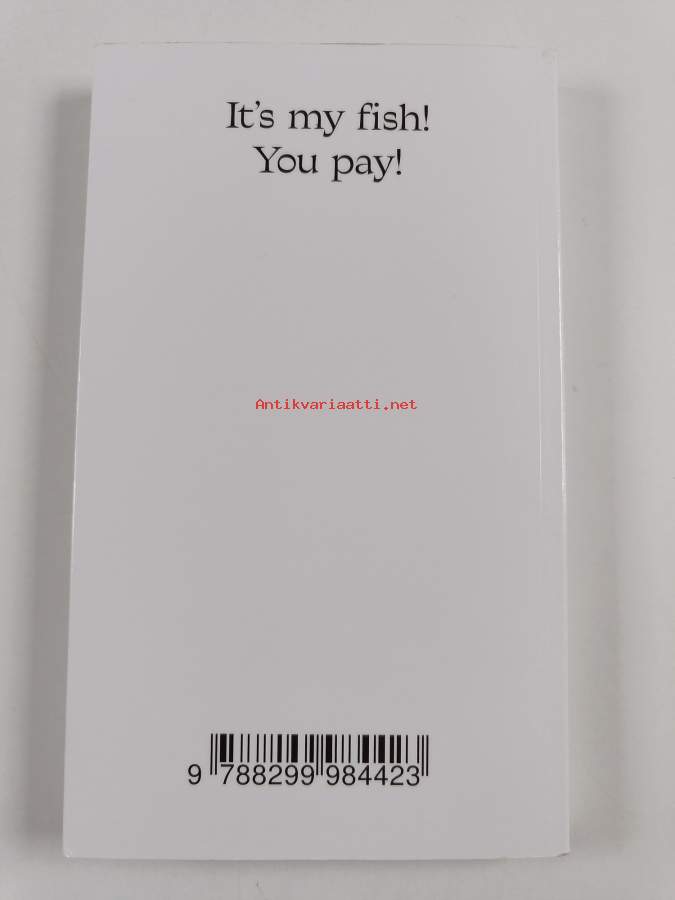 It's my fish!
You pay!
Antikvariaatti.net
9 788299 984423